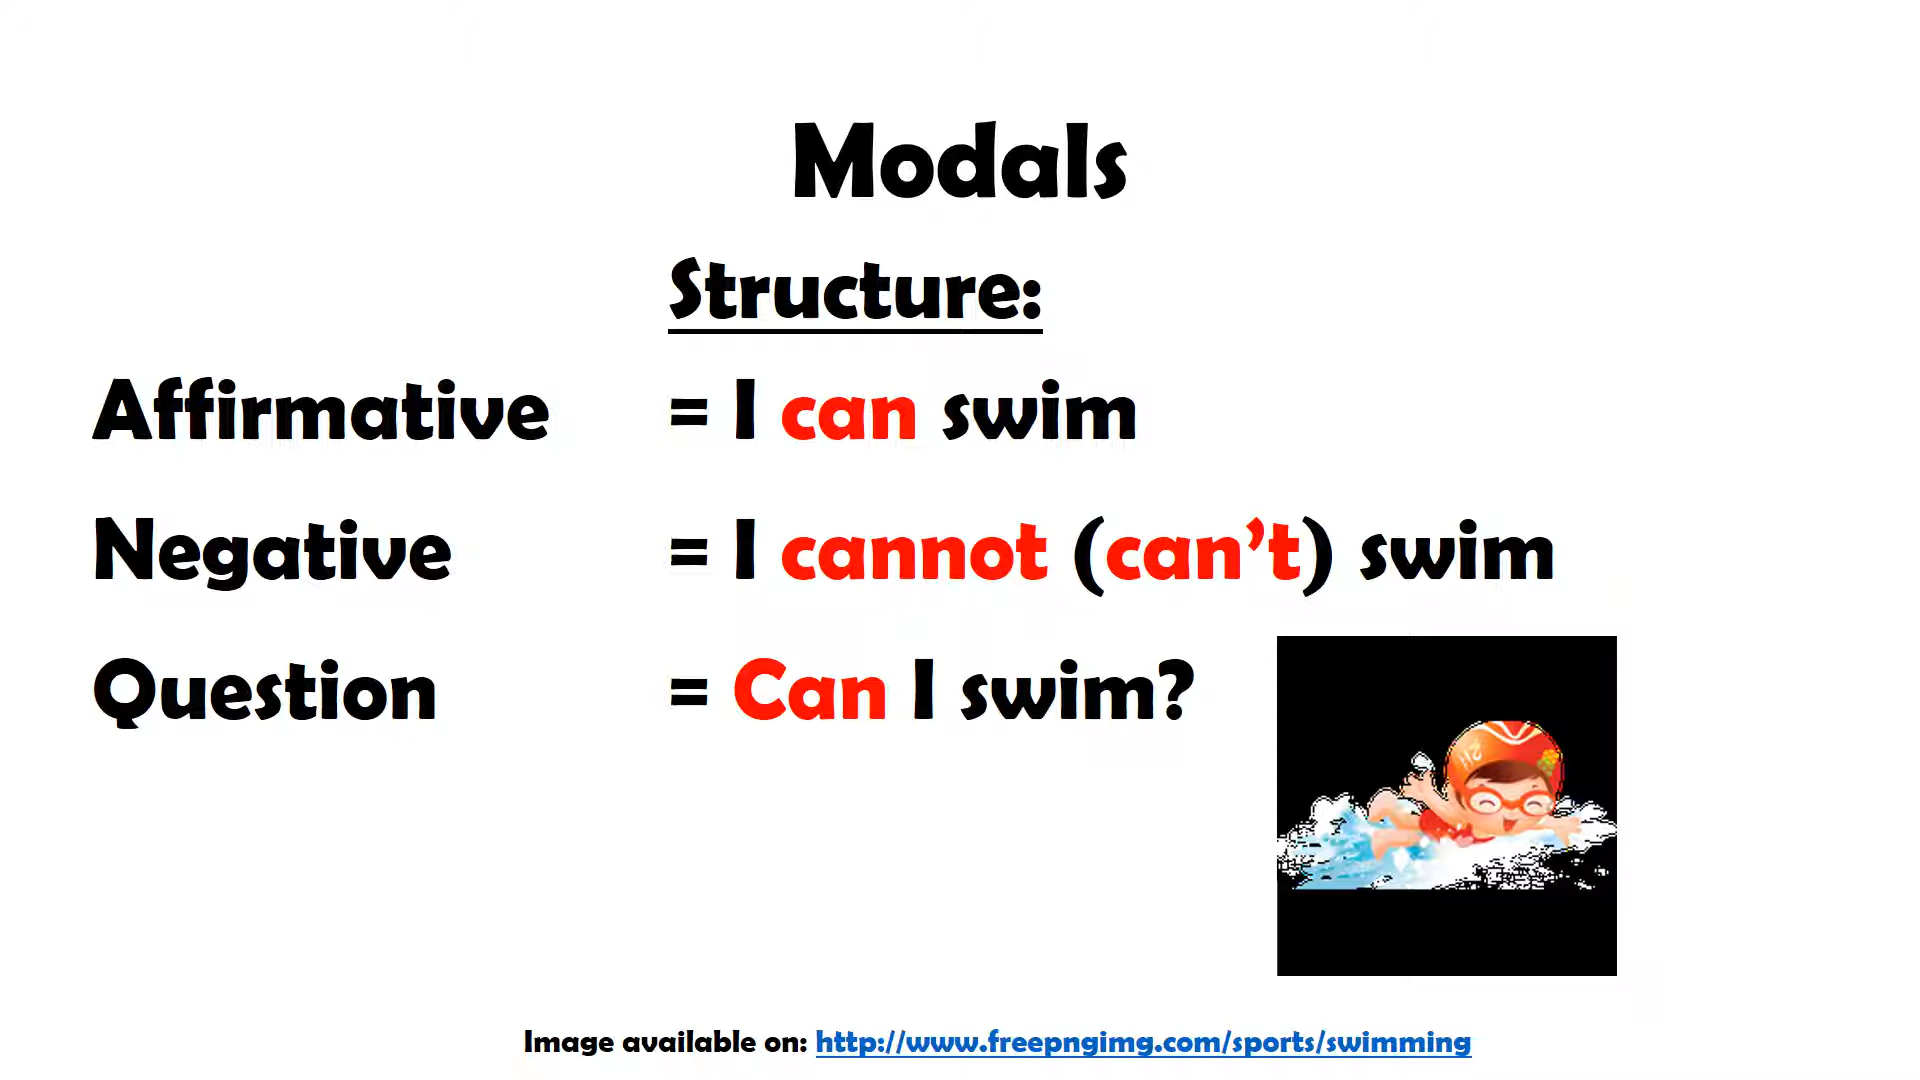 Modals
Structure:
Affirmative = I can swim
Negative = I cannot (can’t) swim
Question = Can I swim?
Image available on: http://www.freepngimg.com/sports/swimming